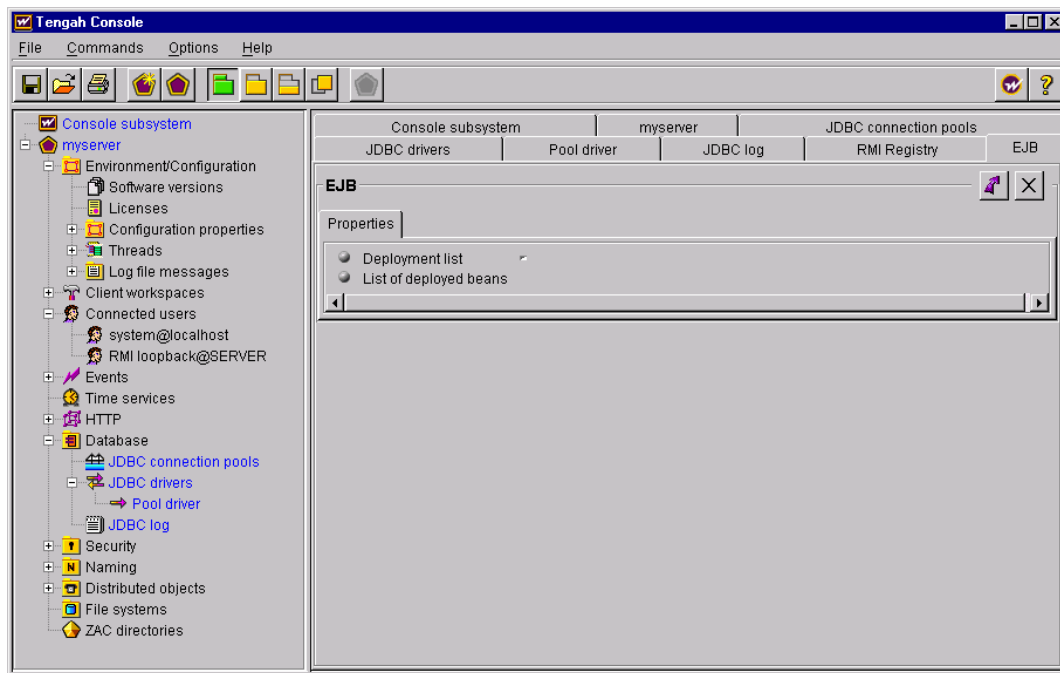 Tengah Console
File Commands Options Help
Console subsystem
myserver
Environment/Configuration
Software versions
Licenses
Configuration properties
Threads
Log file messages
Client workspaces
Connected users
system@localhost
RMI loopback@SERVER
Events
Time services
HTTP
Database
JDBC connection pools
JDBC drivers
Pool driver
JDBC log
Security
Naming
Distributed objects
File systems
ZAC directories
Console subsystem myserver JDBC connection pools
JDBC drivers Pool driver JDBC log RMI Registry EJB
EJB
Properties
Deployment list
List of deployed beans